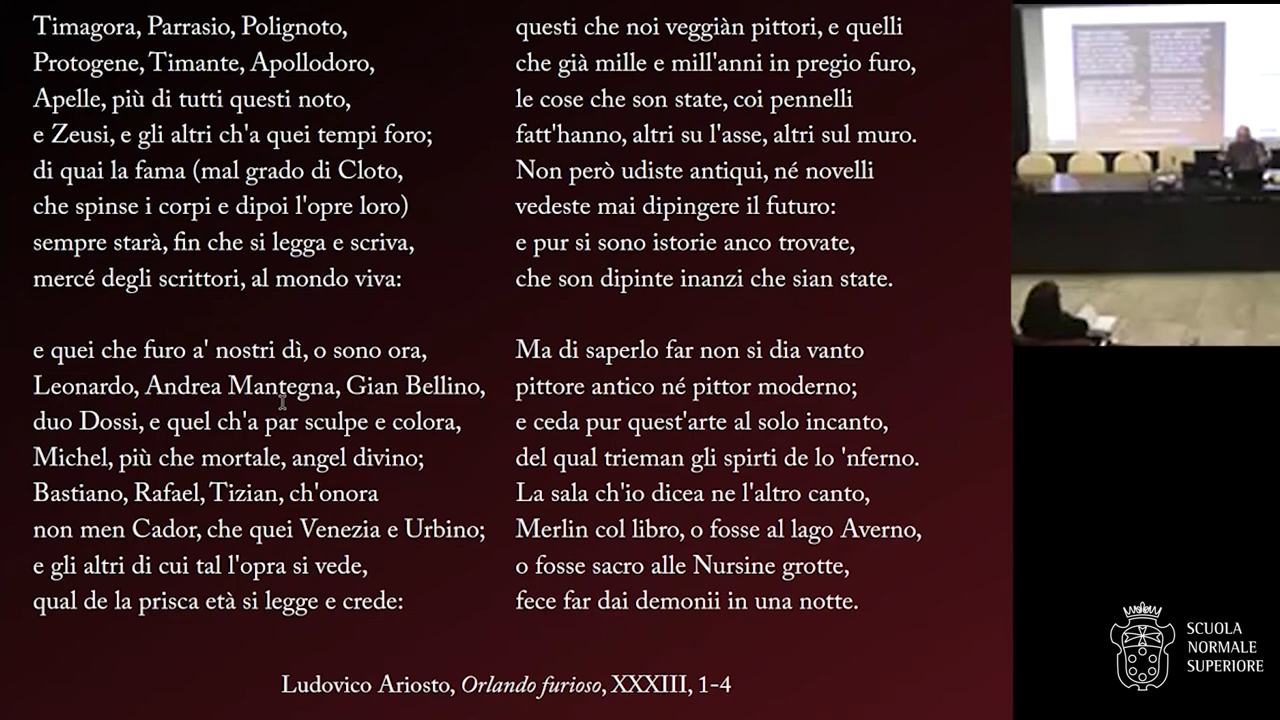 Timagora, Parrasio, Polignoto,
Protogene, Timante, Apollodoro,
Apelle, più di tutti questi noto,
e Zeusi, e gli altri ch'a quei tempi foro;
di quai la fama (mal grado di Cloto,
che spinse i corpi e dipoi l'opre loro)
sempre starà, fin che si legga e scriva,
mercé degli scrittori, al mondo viva:
e quei che furo a' nostri dì, o sono ora,
Leonardo, Andrea Mantegna, Gian Bellino,
duo Dossi, e quel ch'a par sculpe e colora,
Michel, più che mortale, angel divino;
Bastiano, Rafael, Tizian, ch'onora
non men Cador, che quei Venezia e Urbino;
e gli altri di cui tal l'opra si vede,
qual de la prisca età si legge e crede:
questi che noi veggiàn pittori, e quelli
che già mille e mill'anni in pregio furo,
le cose che son state, coi pennelli
fatt'hanno, altri su l'asse, altri sul muro.
Non però udiste antiqui, né novelli
vedeste mai dipingere il futuro:
e pur si sono istorie anco trovate,
che son dipinte inanzi che sian state.
Ma di saperlo far non si dia vanto
pittore antico né pittor moderno;
e ceda pur quest'arte al solo incanto,
del qual trieman gli spirti de lo 'nferno.
La sala ch'io dicea ne l'altro canto,
Merlin col libro, o fosse al lago Averno,
o fosse sacro alle Nursine grotte,
fece far dai demonii in una notte.
Ludovico Ariosto, Orlando furioso, XXXIII, 1-4
SCUOLA
NORMALE
SUPERIORE